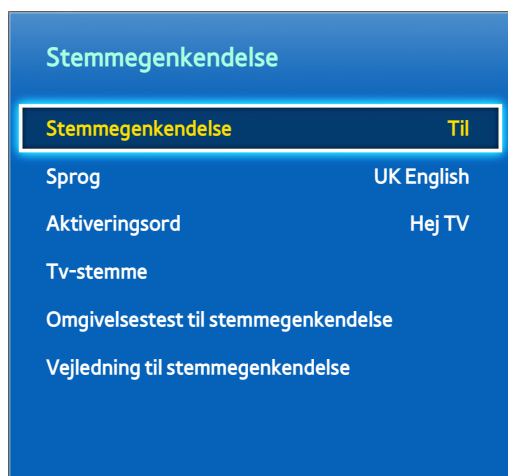 Stemmegenkendelse
Stemmegenkendelse Til
Sprog UK English
Aktiveringsord Hej TV
Tv-stemme
Omgivelsestest til stemmegenkendelse
Vejledning til stemmegenkendelse